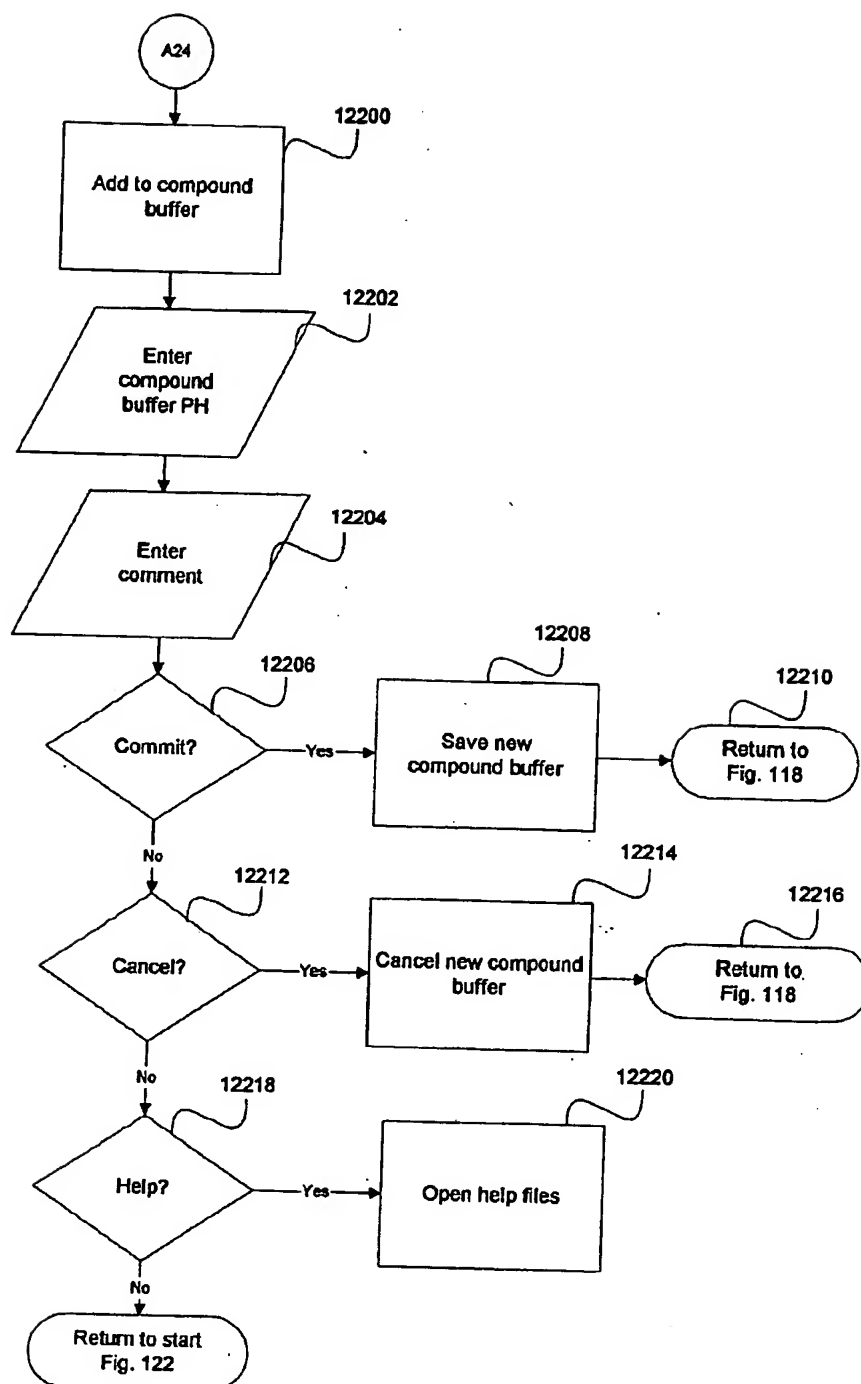 A24
12200
Add to compound
buffer
12202
Enter
compound
buffer PH
12204
Enter
comment
12206
Commit?
Yes
12208
Save new
compound buffer
12210
Return to
Fig. 118
No
12212
Cancel?
Yes
12214
Cancel new compound
buffer
12216
Return to
Fig. 118
No
12218
Help?
Yes
12220
Open help files
No
Return to start
Fig. 122